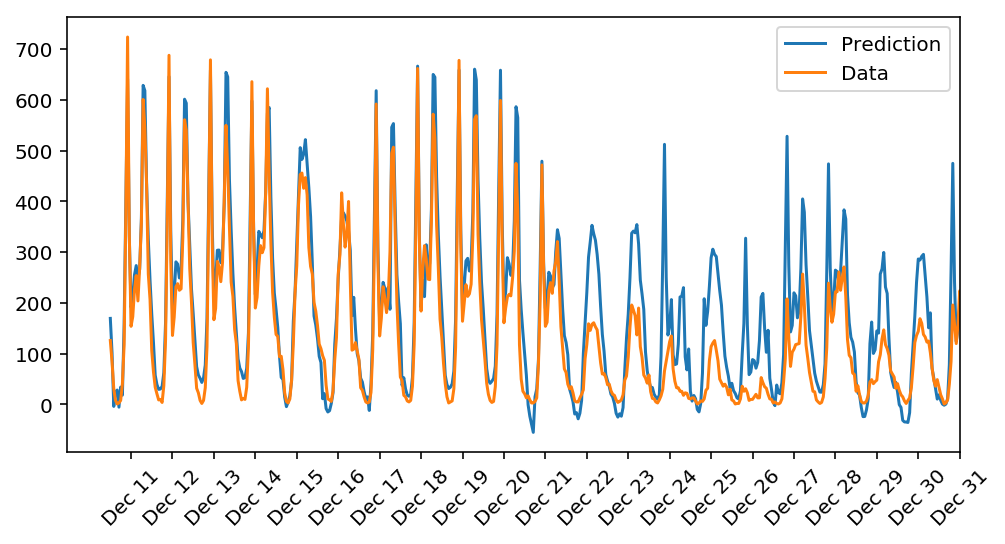 700
600
500
400
300
200
100
0
Prediction
Data
Dec 11
Dec 12
Dec 13
Dec 14
Dec 15
Dec 16
Dec 17
Dec 18
Dec 19
Dec 20
Dec 21
Dec 22
Dec 23
Dec 24
Dec 25
Dec 26
Dec 27
Dec 28
Dec 29
Dec 30
Dec 31